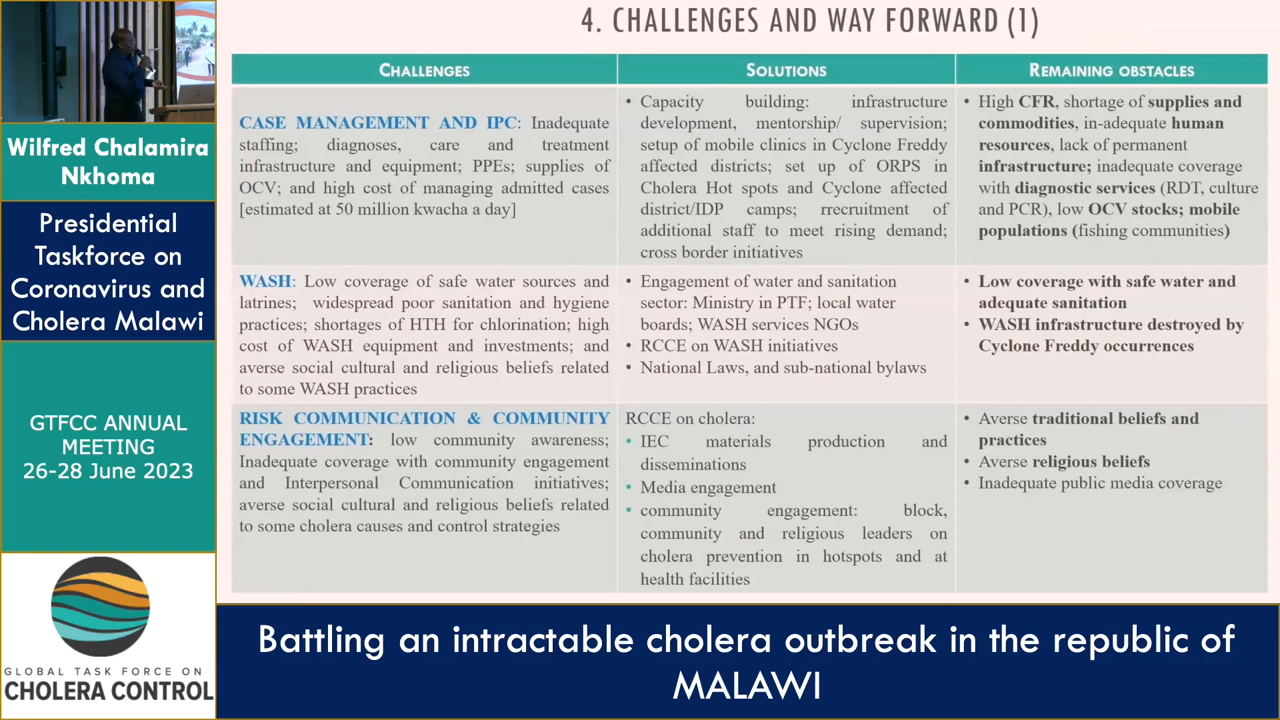 4. CHALLENGES AND WAY FORWARD (1)
CHALLENGES
SOLUTIONS
REMAINING OBSTACLES
CASE MANAGEMENT AND IPC: Inadequate
staffing; diagnoses, care and treatment
infrastructure and equipment; PPEs; supplies of
OCV; and high cost of managing admitted cases
[estimated at 50 million kwacha a day]
• Capacity building: infrastructure
development, mentorship/ supervision;
setup of mobile clinics in Cyclone Freddy
affected districts; set up of ORPS in
Cholera Hot spots and Cyclone affected
district/IDP camps; rrecruitment of
additional staff to meet rising demand;
cross border initiatives
• High CFR, shortage of supplies and
commodities, in-adequate human
resources, lack of permanent
infrastructure; inadequate coverage
with diagnostic services (RDT, culture
and PCR), low OCV stocks; mobile
populations (fishing communities)
WASH: Low coverage of safe water sources and
latrines; widespread poor sanitation and hygiene
practices; shortages of HTH for chlorination; high
cost of WASH equipment and investments; and
averse social cultural and religious beliefs related
to some WASH practices
• Engagement of water and sanitation
sector: Ministry in PTF; local water
boards; WASH services NGOs
• RCCE on WASH initiatives
• National Laws, and sub-national bylaws
• Low coverage with safe water and
adequate sanitation
• WASH infrastructure destroyed by
Cyclone Freddy occurrences
RISK COMMUNICATION & COMMUNITY
ENGAGEMENT: low community awareness;
Inadequate coverage with community engagement
and Interpersonal Communication initiatives;
averse social cultural and religious beliefs related
to some cholera causes and control strategies
RCCE on cholera:
• IEC materials production and
disseminations
• Media engagement
• community engagement: block,
community and religious leaders on
cholera prevention in hotspots and at
health facilities
• Averse traditional beliefs and
practices
• Averse religious beliefs
• Inadequate public media coverage
Wilfred Chalamira
Nkhoma
Presidential
Taskforce on
Coronavirus and
Cholera Malawi
GTFCC ANNUAL
MEETING
26-28 June 2023
GLOBAL TASK FORCE ON
CHOLERA CONTROL
Battling an intractable cholera outbreak in the republic of
MALAWI